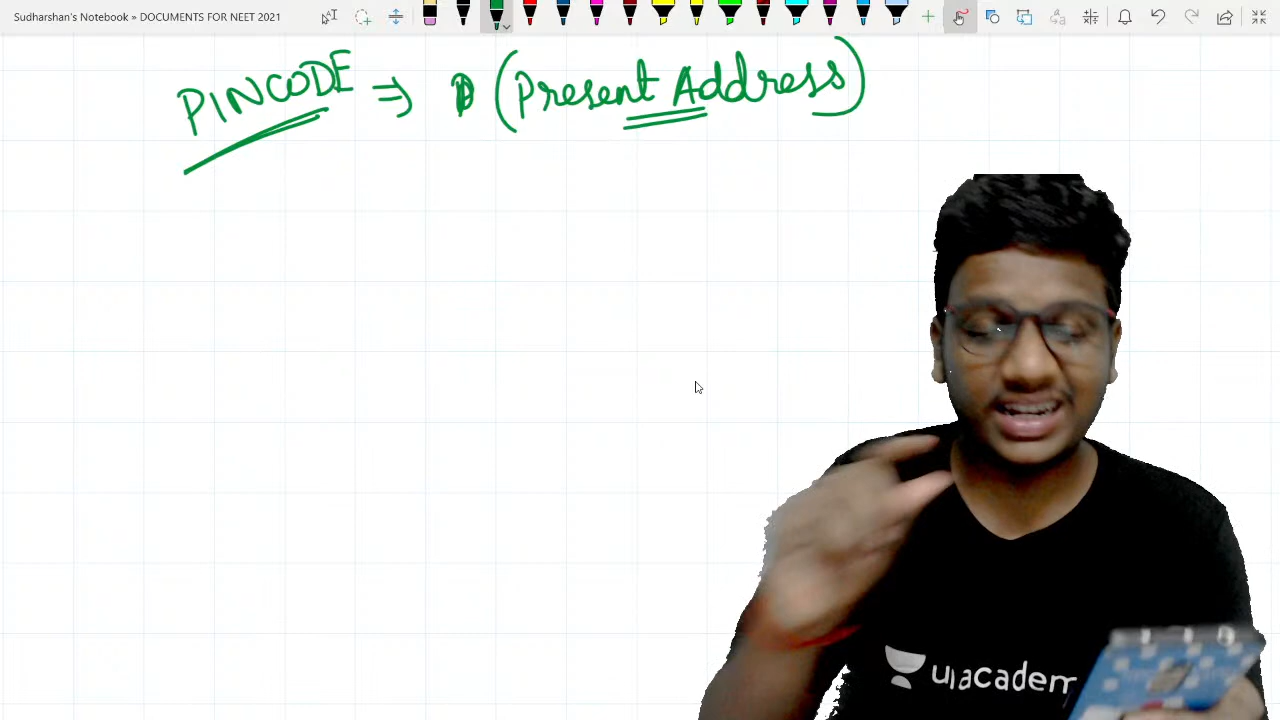 Sudharshan's Notebook » DOCUMENTS FOR NEET 2021
PINCODE ⇒ (Present Address)
unacadem